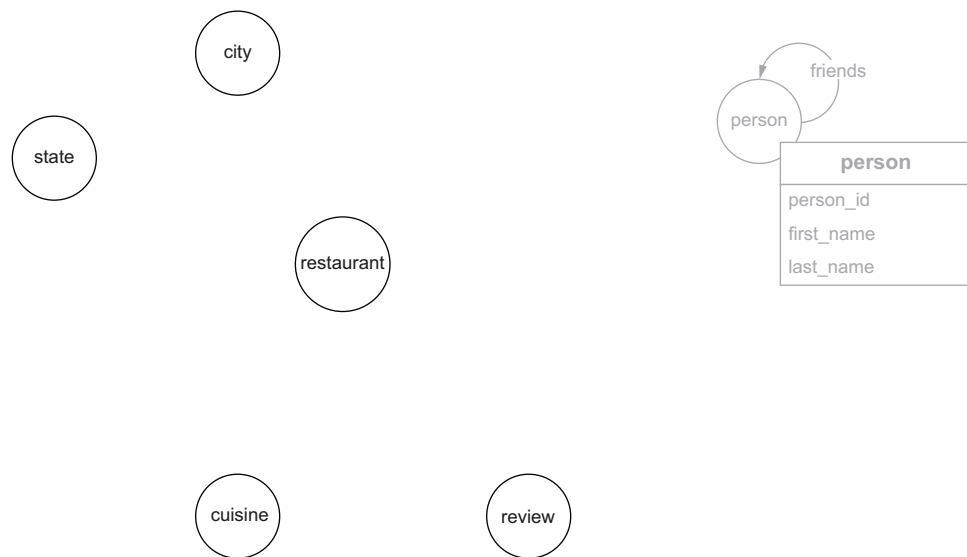 city
friends
person
state
person
person_id
first_name
last_name
restaurant
cuisine
review